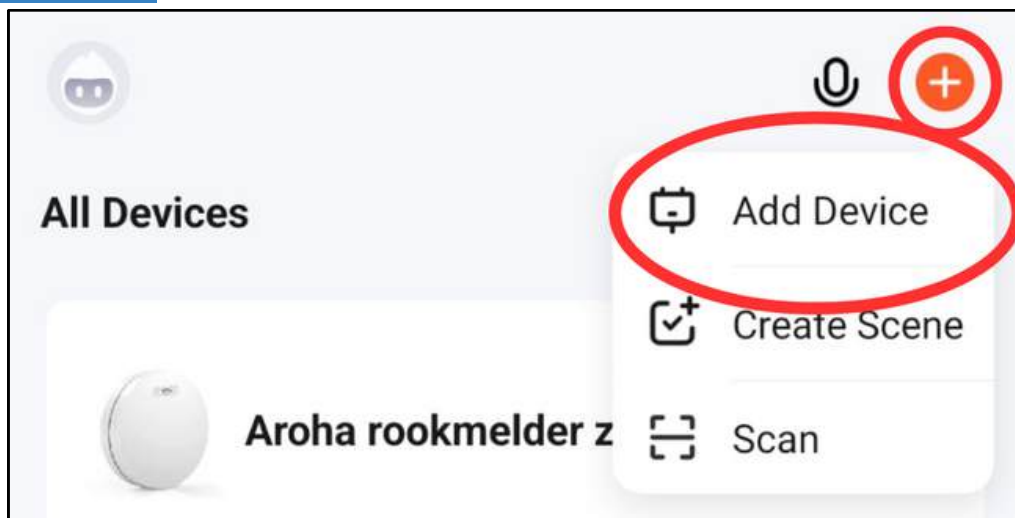 All Devices
Add Device
Create Scene
Aroha rookmelder z
Scan